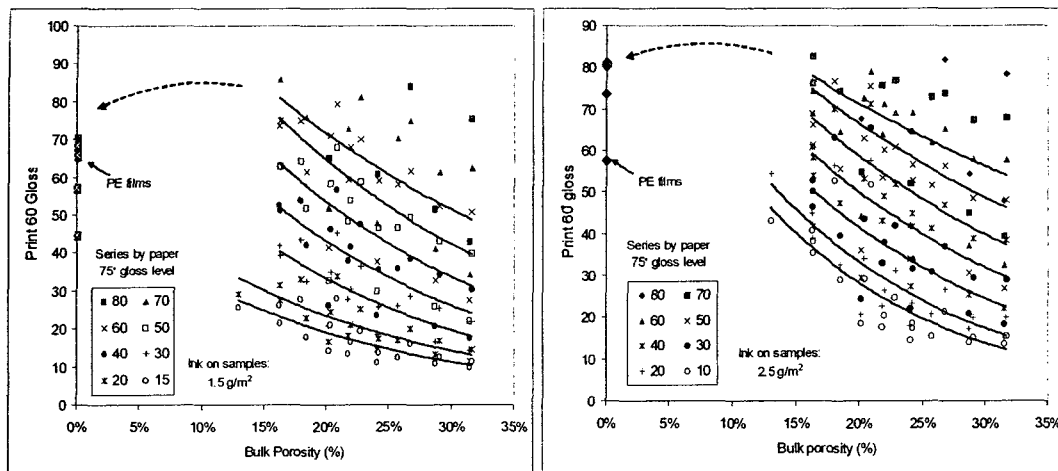 100
90
80
70
60
50
40
30
20
10
0
Print 60 Gloss
PE films
Series by paper
75° gloss level
80 70
60 50
40 30
20 15
Ink on samples:
1.5 g/m²
0% 5% 10% 15% 20% 25% 30% 35%
Bulk Porosity (%)
90
80
70
60
50
40
30
20
10
0
Print 60° gloss
PE films
Series by paper
75° gloss level
80 70
60 50
40 30
20 10
Ink on samples:
2.5 g/m²
0% 5% 10% 15% 20% 25% 30% 35%
Bulk porosity (%)